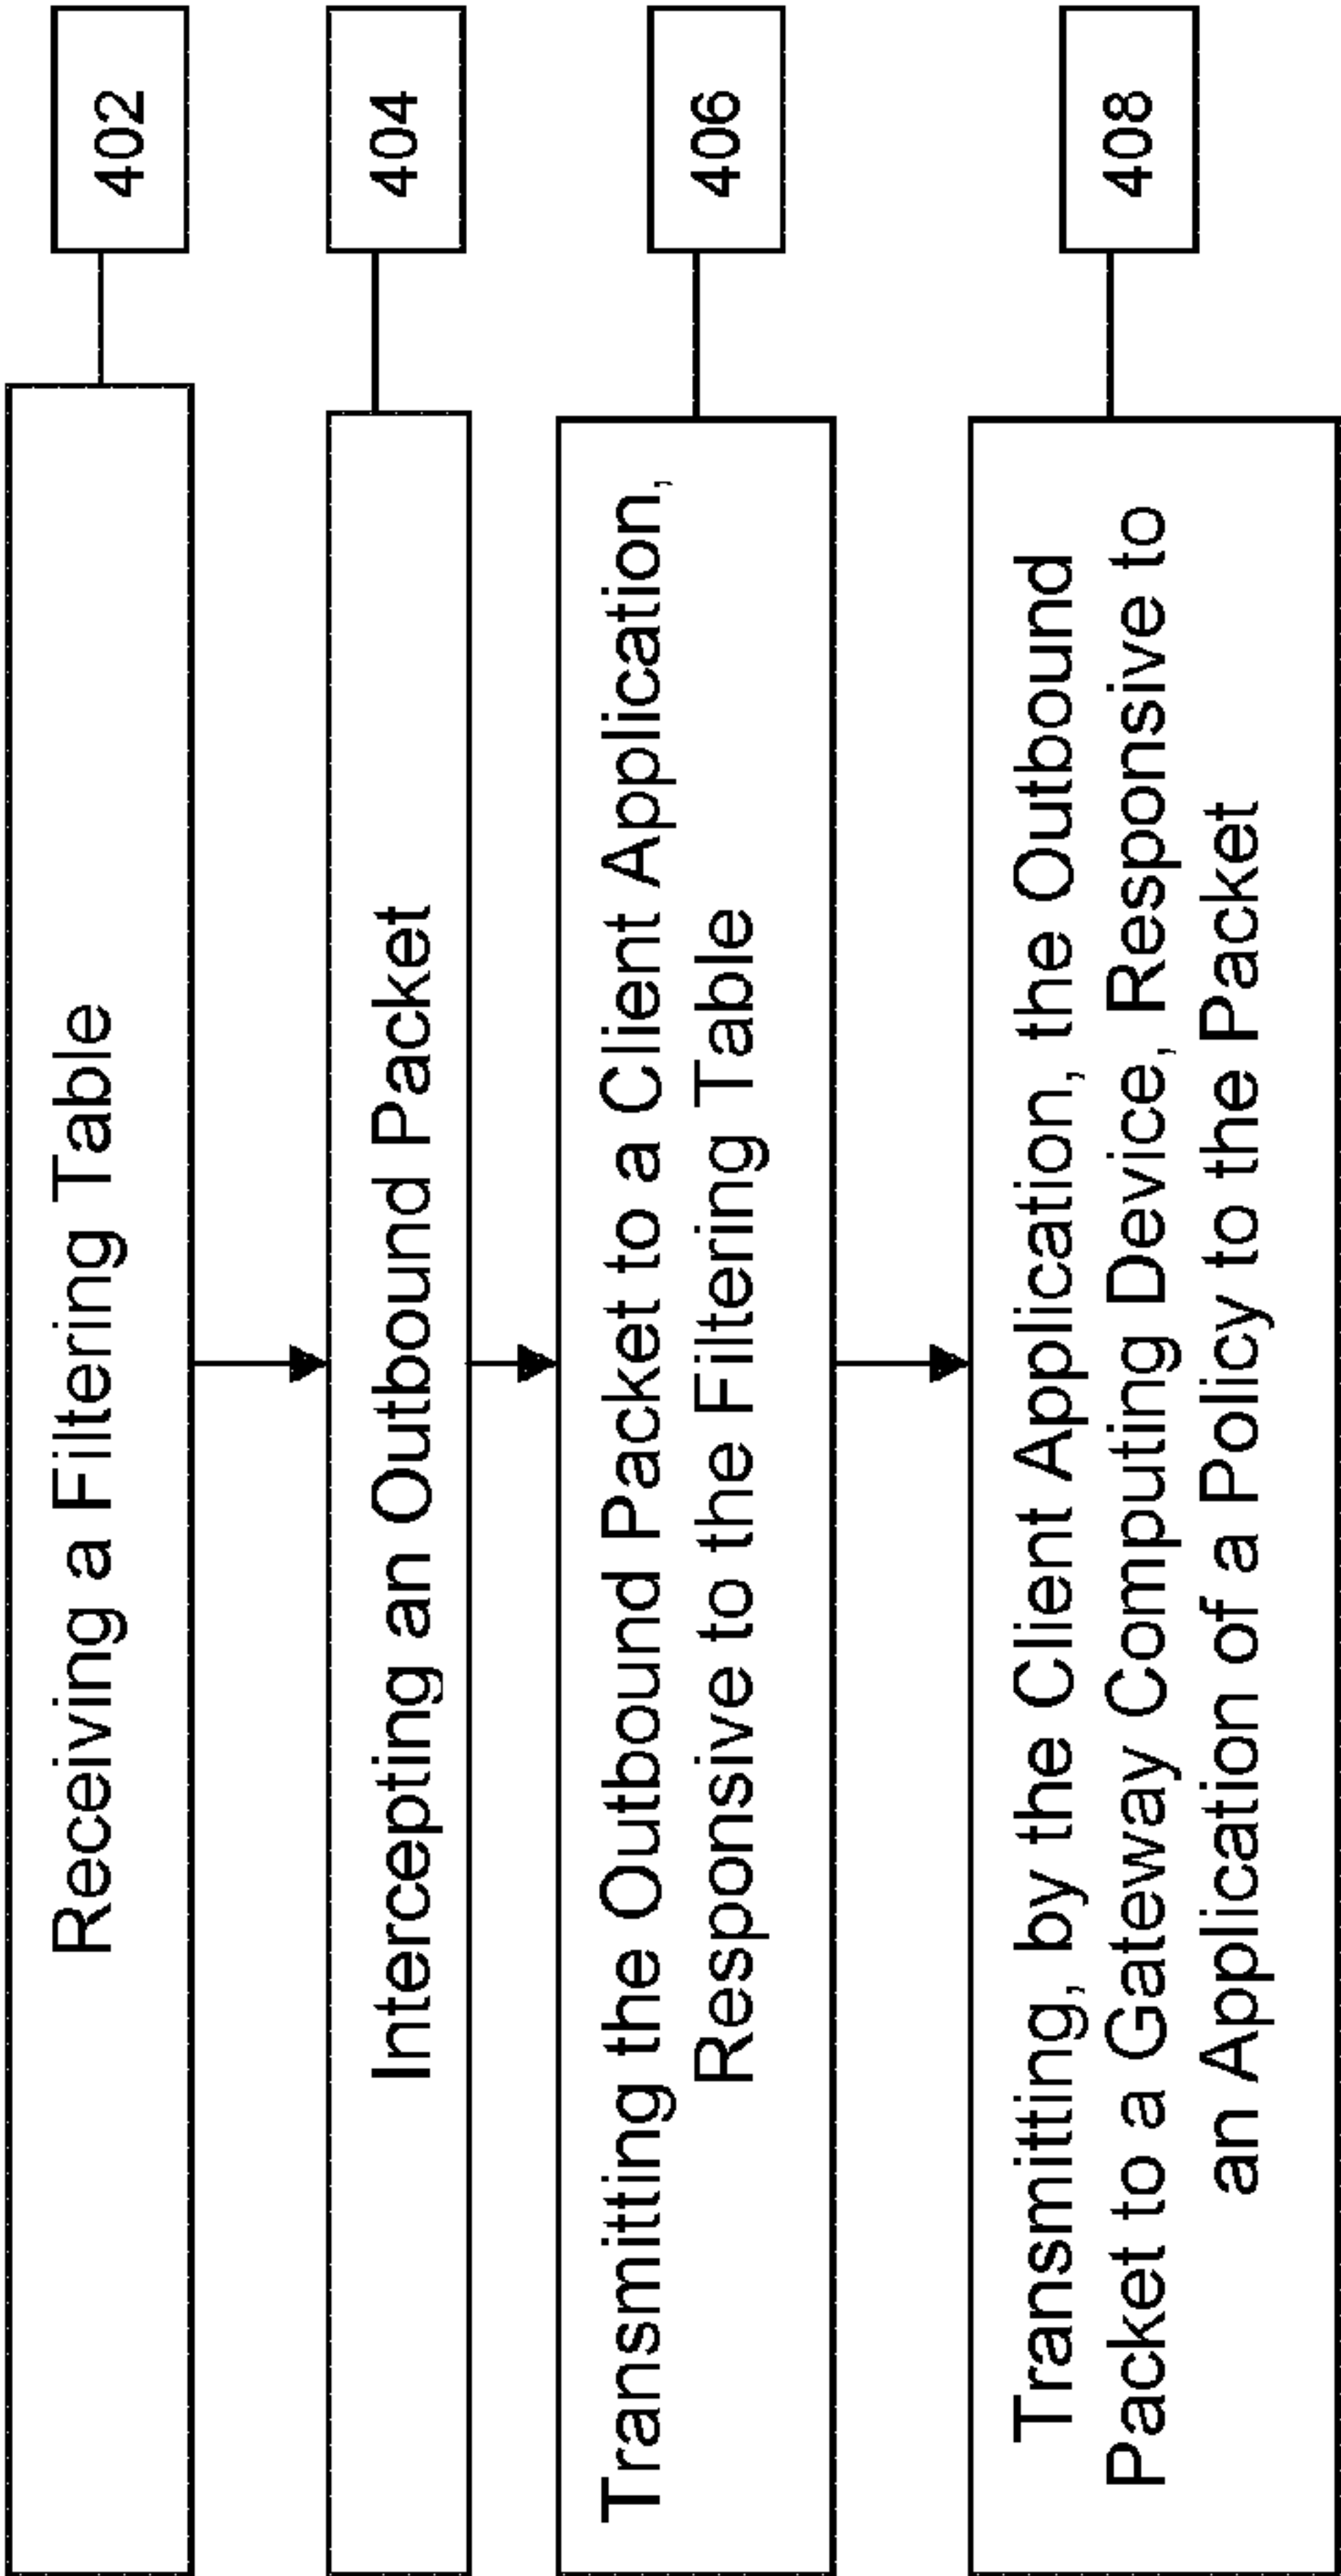 Receiving a Filtering Table
402
Intercepting an Outbound Packet
404
Transmitting the Outbound Packet to a Client Application,
Responsive to the Filtering Table
406
Transmitting, by the Client Application, the Outbound
Packet to a Gateway Computing Device, Responsive to
an Application of a Policy to the Packet
408